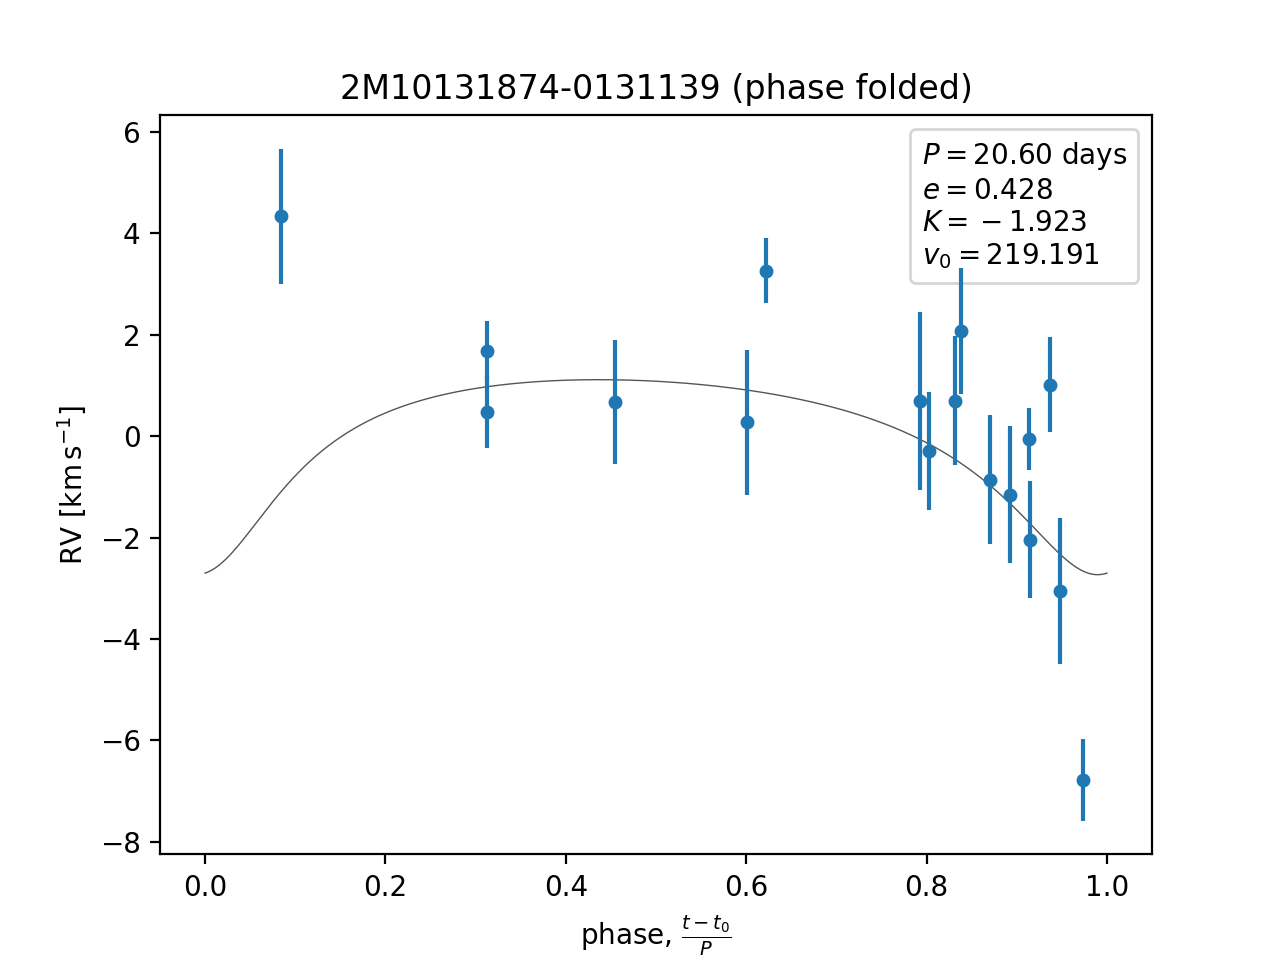 2M10131874-0131139 (phase folded)
P = 20.60 days
e = 0.428
K = −1.923
v₀ = 219.191
6
4
2
0
−2
−4
−6
−8
RV [km s⁻¹]
0.0 0.2 0.4 0.6 0.8 1.0
phase, (t − t₀)/P